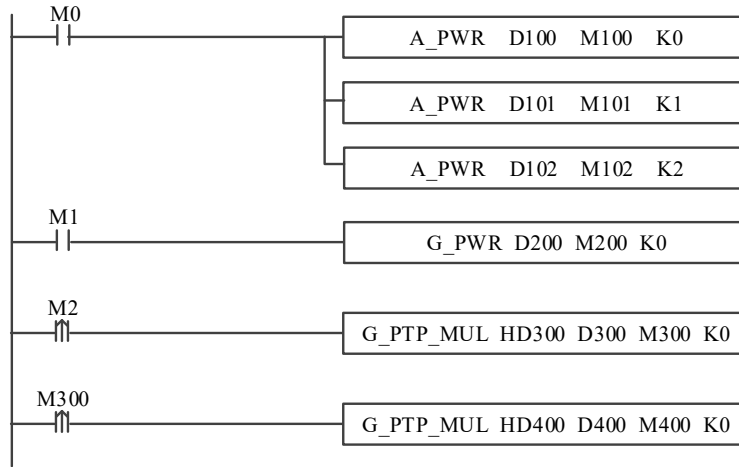 M0
A_PWR D100 M100 K0
A_PWR D101 M101 K1
A_PWR D102 M102 K2
M1
G_PWR D200 M200 K0
M2
G_PTP_MUL HD300 D300 M300 K0
M300
G_PTP_MUL HD400 D400 M400 K0